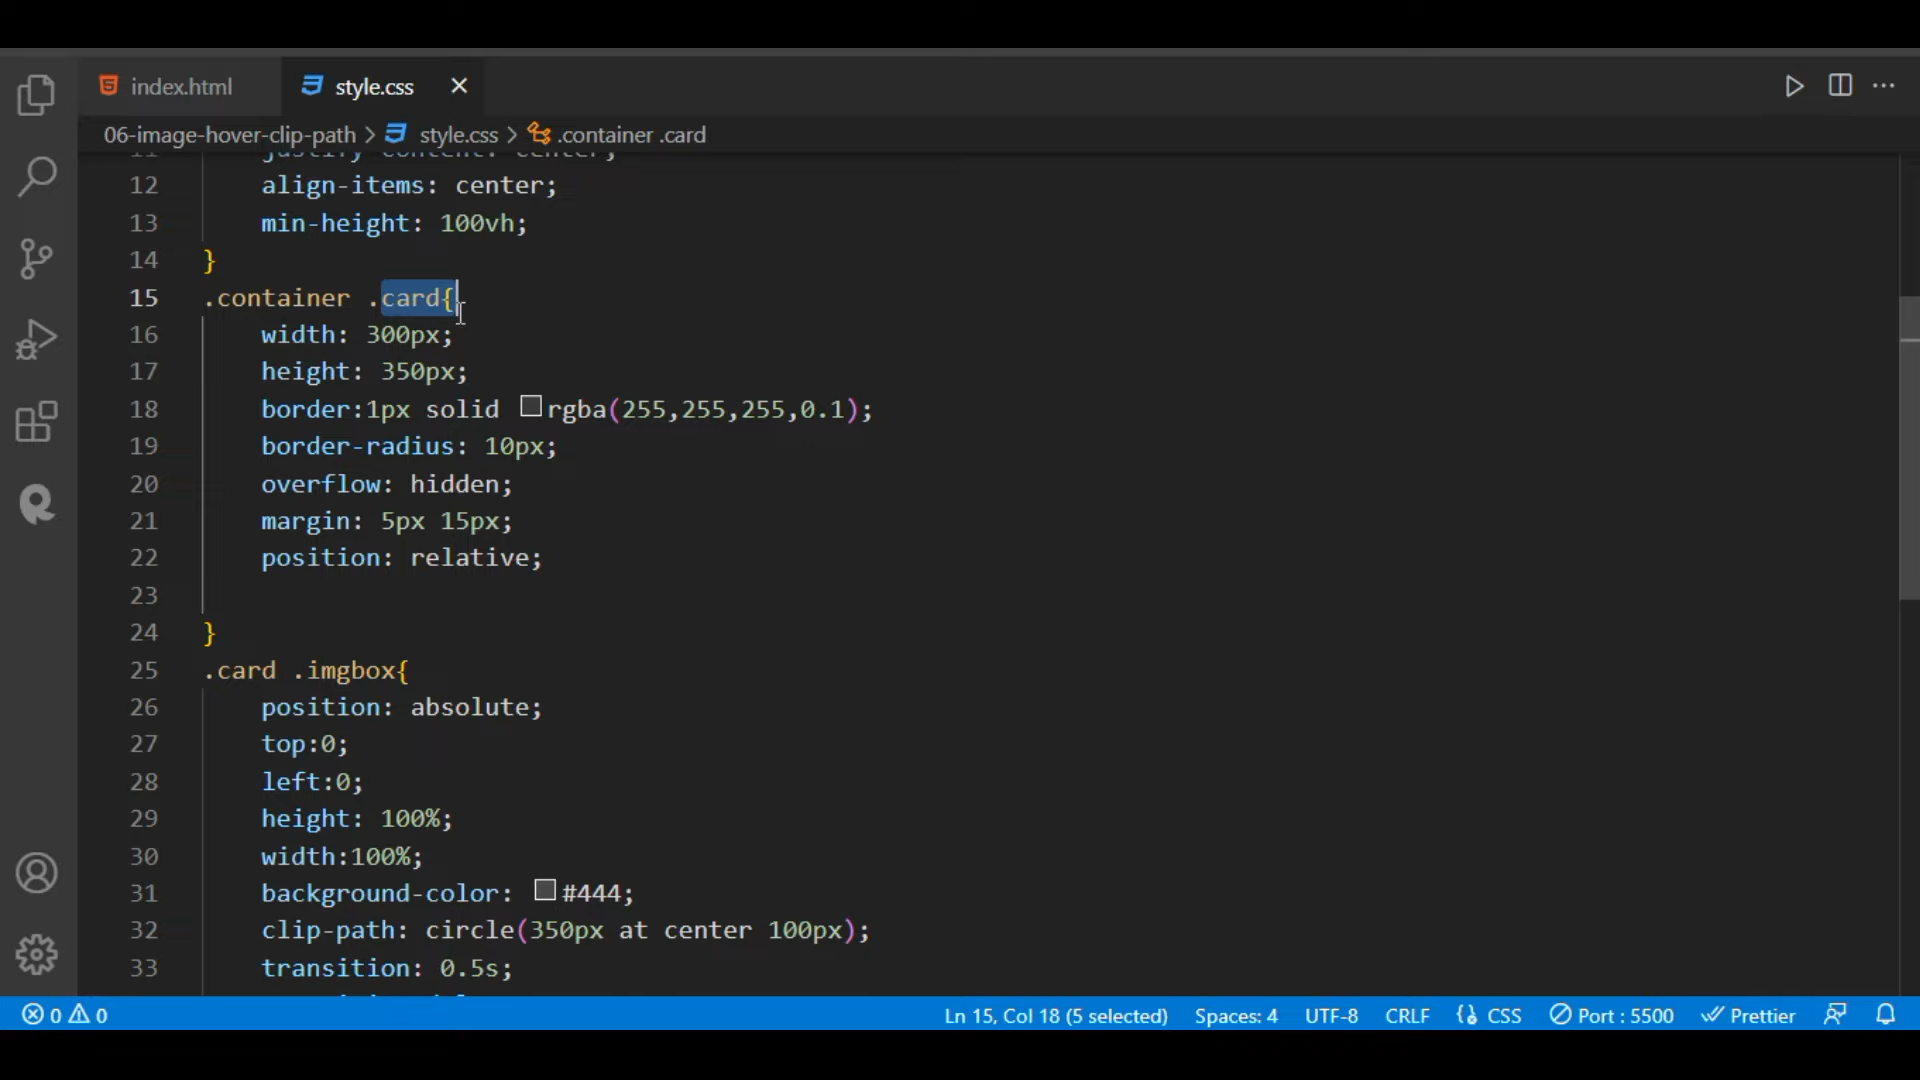 index.html
style.css
06-image-hover-clip-path > style.css > .container .card
11 justify-content: center;
12 align-items: center;
13 min-height: 100vh;
14 }
15 .container .card{
16 width: 300px;
17 height: 350px;
18 border:1px solid rgba(255,255,255,0.1);
19 border-radius: 10px;
20 overflow: hidden;
21 margin: 5px 15px;
22 position: relative;
23
24 }
25 .card .imgbox{
26 position: absolute;
27 top:0;
28 left:0;
29 height: 100%;
30 width:100%;
31 background-color: #444;
32 clip-path: circle(350px at center 100px);
33 transition: 0.5s;
0 0 Ln 15, Col 18 (5 selected) Spaces: 4 UTF-8 CRLF CSS Port : 5500 Prettier